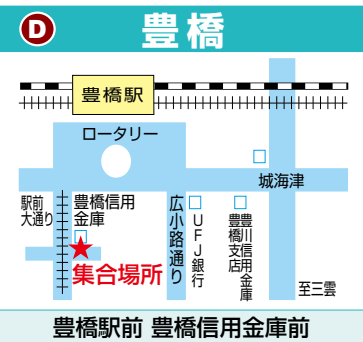 D
豊橋
豊橋駅
ロータリー
城海津
駅前
大通り
豊橋信用
金庫
広小路通り
UFJ銀行
豊川信用金庫
豊橋支店
集合場所
至三雲
豊橋駅前 豊橋信用金庫前